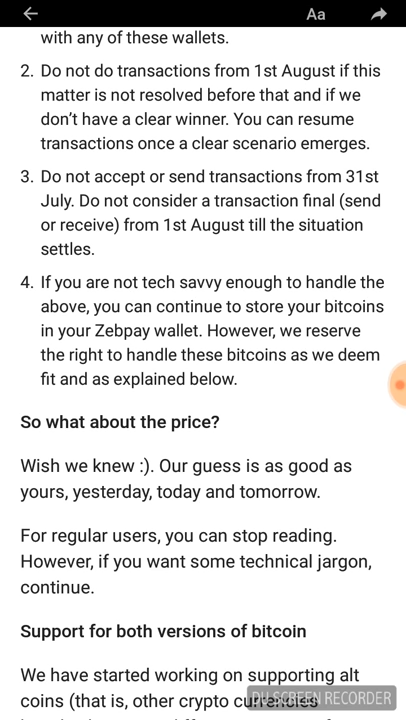 Aa
with any of these wallets.
2. Do not do transactions from 1st August if this
matter is not resolved before that and if we
don't have a clear winner. You can resume
transactions once a clear scenario emerges.
3. Do not accept or send transactions from 31st
July. Do not consider a transaction final (send
or receive) from 1st August till the situation
settles.
4. If you are not tech savvy enough to handle the
above, you can continue to store your bitcoins
in your Zebpay wallet. However, we reserve
the right to handle these bitcoins as we deem
fit and as explained below.
So what about the price?
Wish we knew :). Our guess is as good as
yours, yesterday, today and tomorrow.
For regular users, you can stop reading.
However, if you want some technical jargon,
continue.
Support for both versions of bitcoin
We have started working on supporting alt
coins (that is, other crypto currencies
DU SCREEN RECORDER